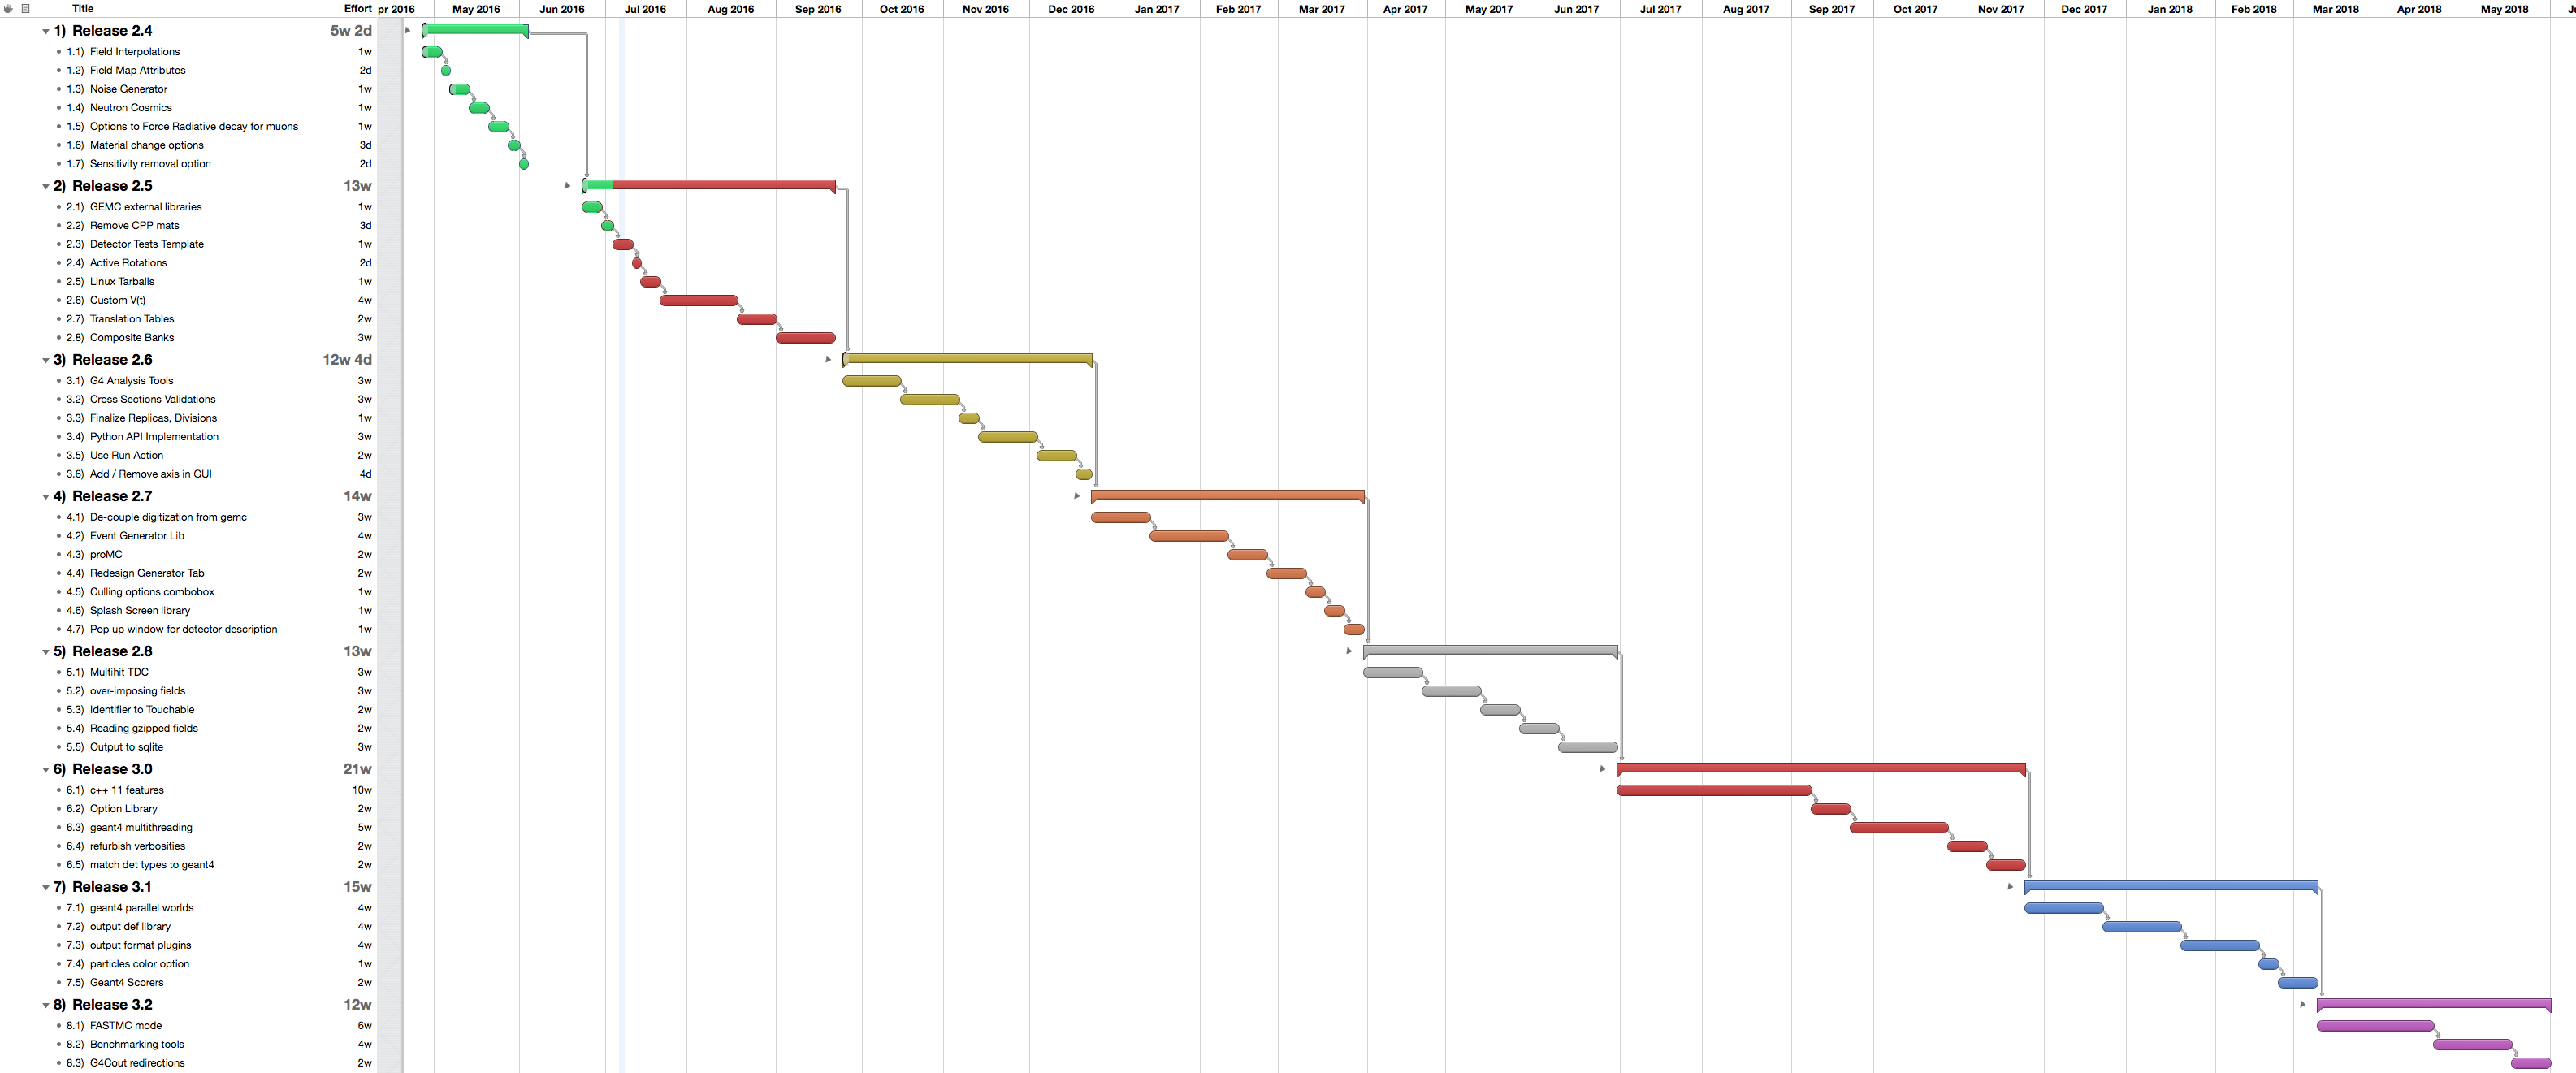 Title Effort pr 2016 May 2016 Jun 2016 Jul 2016 Aug 2016 Sep 2016 Oct 2016 Nov 2016 Dec 2016 Jan 2017 Feb 2017 Mar 2017 Apr 2017 May 2017 Jun 2017 Jul 2017 Aug 2017 Sep 2017 Oct 2017 Nov 2017 Dec 2017 Jan 2018 Feb 2018 Mar 2018 Apr 2018 May 2018
1) Release 2.4 5w 2d
1.1) Field Interpolations 1w
1.2) Field Map Attributes 2d
1.3) Noise Generator 1w
1.4) Neutron Cosmics 1w
1.5) Options to Force Radiative decay for muons 1w
1.6) Material change options 3d
1.7) Sensitivity removal option 2d
2) Release 2.5 13w
2.1) GEMC external libraries 1w
2.2) Remove CPP mats 3d
2.3) Detector Tests Template 1w
2.4) Active Rotations 2d
2.5) Linux Tarballs 1w
2.6) Custom V(t) 4w
2.7) Translation Tables 2w
2.8) Composite Banks 3w
3) Release 2.6 12w 4d
3.1) G4 Analysis Tools 3w
3.2) Cross Sections Validations 3w
3.3) Finalize Replicas, Divisions 1w
3.4) Python API Implementation 3w
3.5) Use Run Action 2w
3.6) Add / Remove axis in GUI 4d
4) Release 2.7 14w
4.1) De-couple digitization from gemc 3w
4.2) Event Generator Lib 4w
4.3) proMC 2w
4.4) Redesign Generator Tab 2w
4.5) Culling options combobox 1w
4.6) Splash Screen library 1w
4.7) Pop up window for detector description 1w
5) Release 2.8 13w
5.1) Multihit TDC 3w
5.2) over-imposing fields 3w
5.3) Identifier to Touchable 2w
5.4) Reading gzipped fields 2w
5.5) Output to sqlite 3w
6) Release 3.0 21w
6.1) c++ 11 features 10w
6.2) Option Library 2w
6.3) geant4 multithreading 5w
6.4) refurbish verbosities 2w
6.5) match det types to geant4 2w
7) Release 3.1 15w
7.1) geant4 parallel worlds 4w
7.2) output def library 4w
7.3) output format plugins 4w
7.4) particles color option 1w
7.5) Geant4 Scorers 2w
8) Release 3.2 12w
8.1) FASTMC mode 6w
8.2) Benchmarking tools 4w
8.3) G4Cout redirections 2w